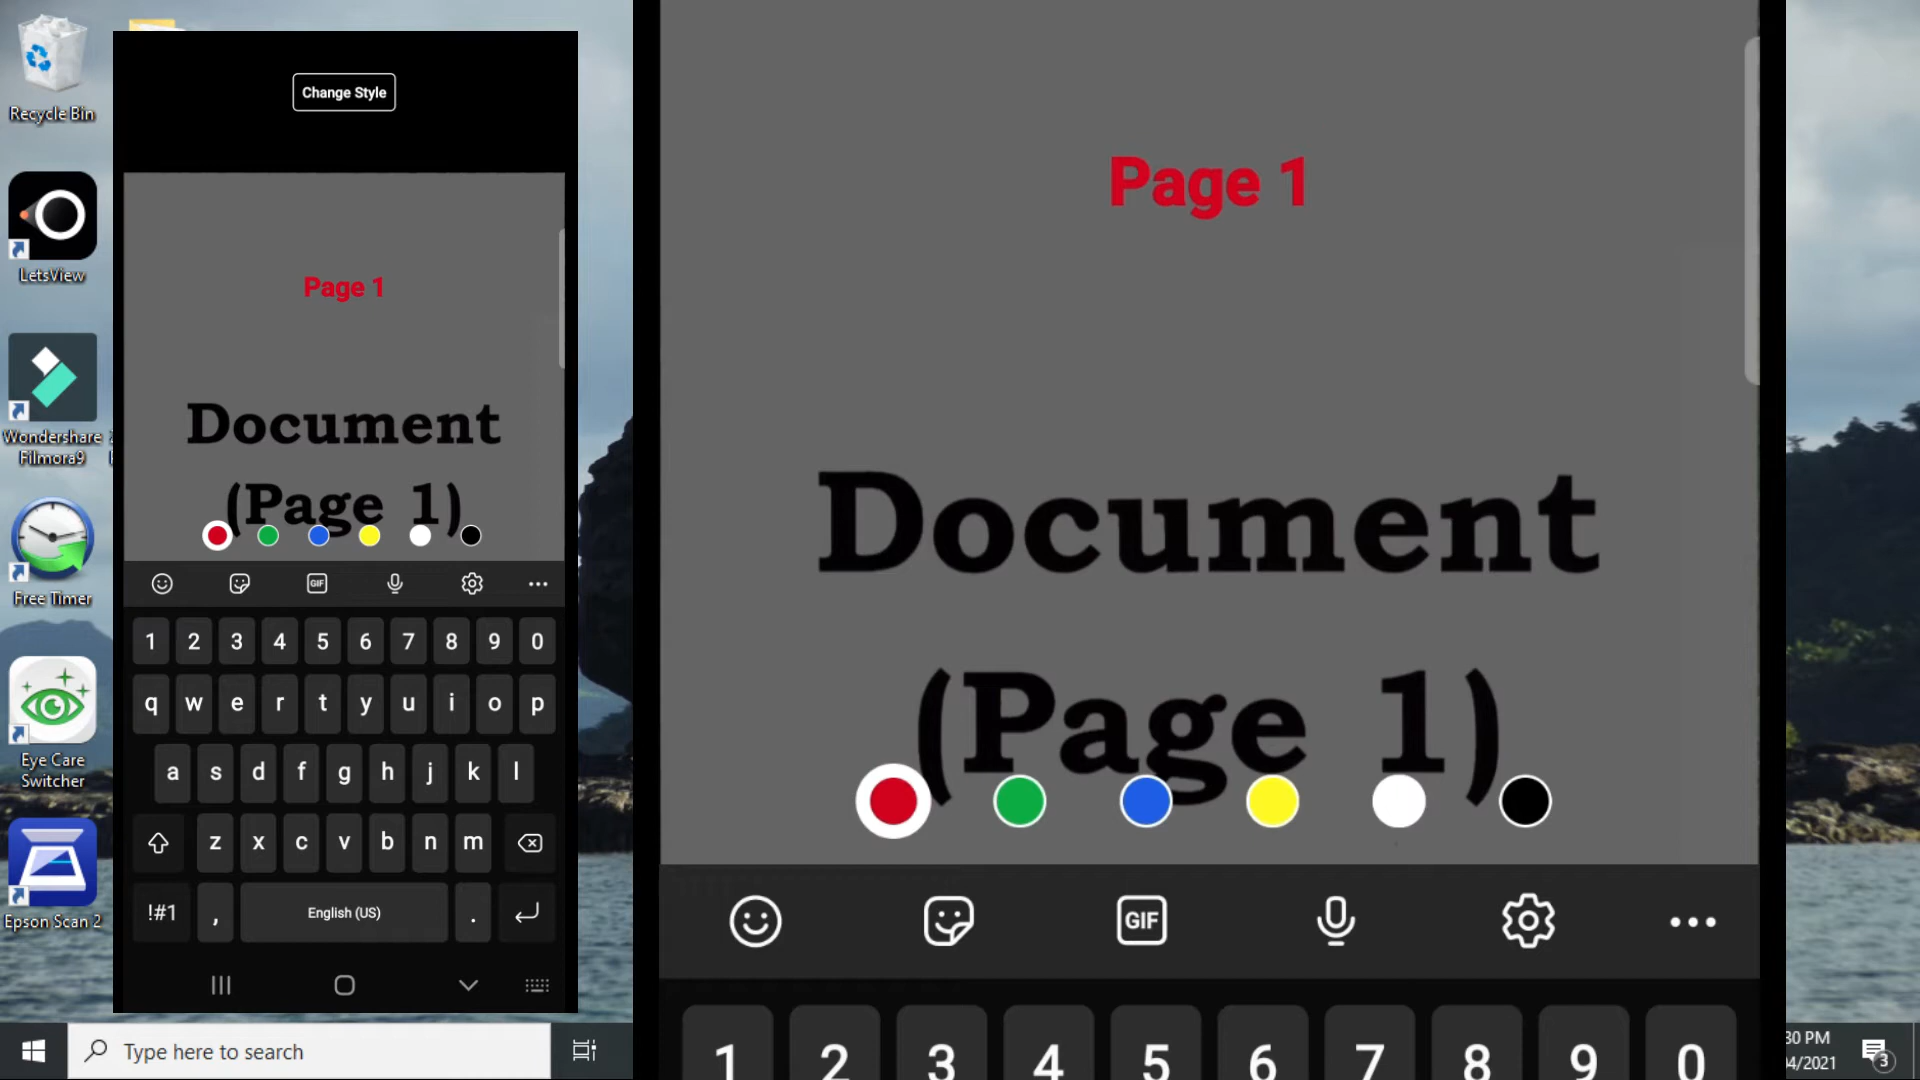 Recycle Bin
LetsView
Wondershare
Filmora9
Free Timer
Eye Care
Switcher
Epson Scan 2
Change Style
Page 1
Document
(Page 1)
GIF
1 2 3 4 5 6 7 8 9 0
q w e r t y u i o p
a s d f g h j k l
z x c v b n m
!#1 , English (US) .
Page 1
Document
(Page 1)
GIF
1 2 3 4 5 6 7 8 9 0
Type here to search
30 PM
04/2021
3